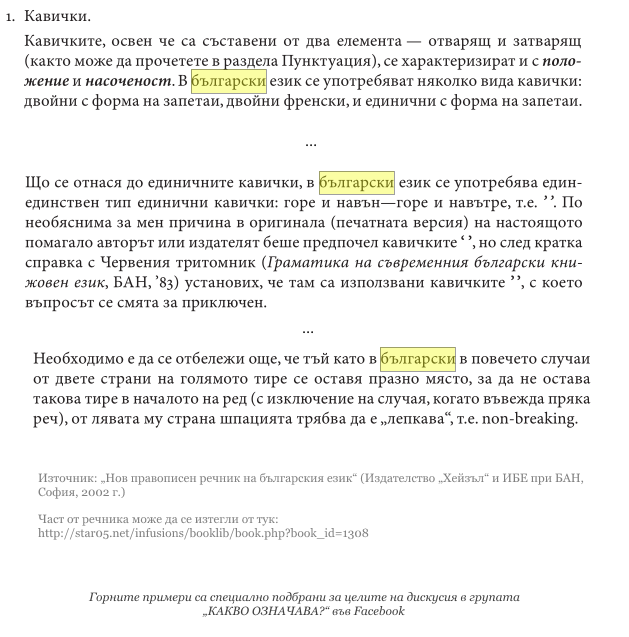 1. Кавички.
Кавичките, освен че са съставени от два елемента — отварящ и затварящ
(както може да прочетете в раздела Пунктуация), се характеризират и с поло-
жение и насоченост. В български език се употребяват няколко вида кавички:
двойни с форма на запетаи, двойни френски, и единични с форма на запетаи.
...
Що се отнася до единичните кавички, в български език се употребява един-
единствен тип единични кавички: горе и навън—горе и навътре, т.е. ’ ’. По
необяснима за мен причина в оригинала (печатната версия) на настоящото
помагало авторът или издателят беше предпочел кавичките ‘ ’, но след кратка
справка с Червения тритомник (Граматика на съвременния български кни-
жовен език, БАН, ’83) установих, че там са използвани кавичките ’ ’, с което
въпросът се смята за приключен.
...
Необходимо е да се отбележи още, че тъй като в български в повечето случаи
от двете страни на голямото тире се оставя празно място, за да не остава
такова тире в началото на ред (с изключение на случая, когато въвежда пряка
реч), от лявата му страна шпацията трябва да е „лепкава“, т.е. non-breaking.
Източник: „Нов правописен речник на българския език“ (Издателство „Хейзъл“ и ИБЕ при БАН,
София, 2002 г.)
Част от речника може да се изтегли от тук:
http://star05.net/infusions/booklib/book.php?book_id=1308
Горните примери са специално подбрани за целите на дискусия в групата
„КАКВО ОЗНАЧАВА?“ във Facebook